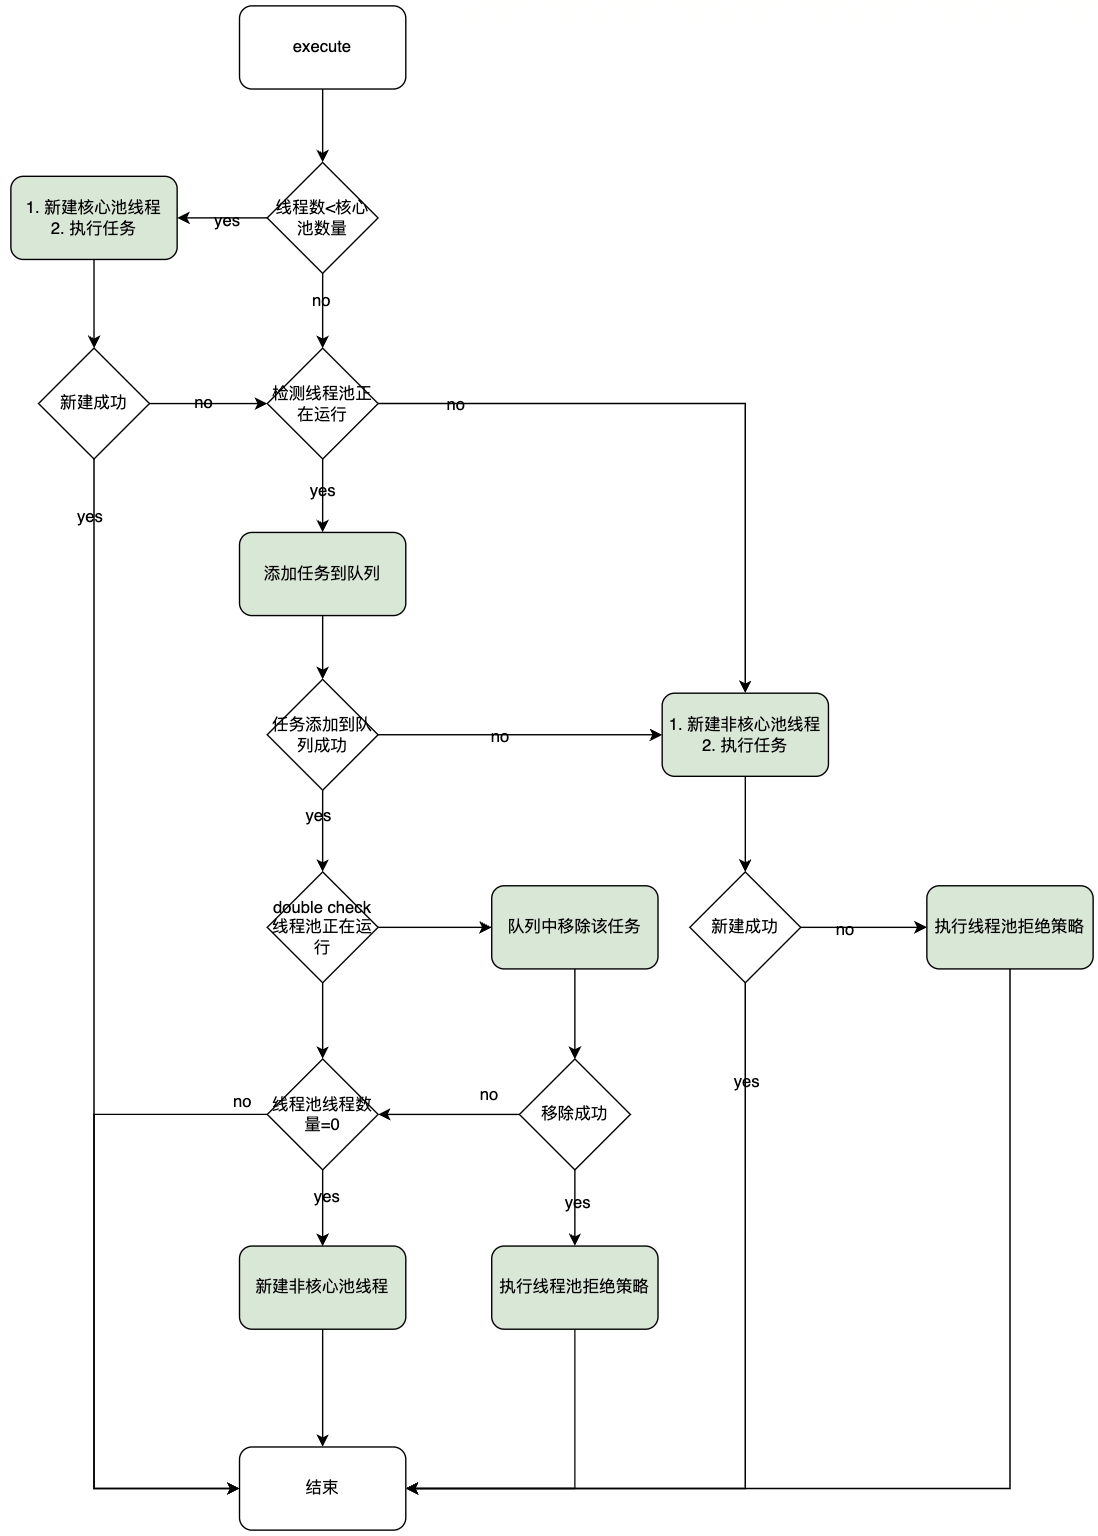 execute
线程数<核心
池数量
yes
1. 新建核心池线程
2. 执行任务
no
新建成功
no
检测线程池正
在运行
no
yes
yes
添加任务到队列
任务添加到队
列成功
no
1. 新建非核心池线程
2. 执行任务
yes
double check
线程池正在运
行
队列中移除该任务
新建成功
no
执行线程池拒绝策略
yes
no
线程池线程数
量=0
no
移除成功
yes
yes
新建非核心池线程
执行线程池拒绝策略
结束